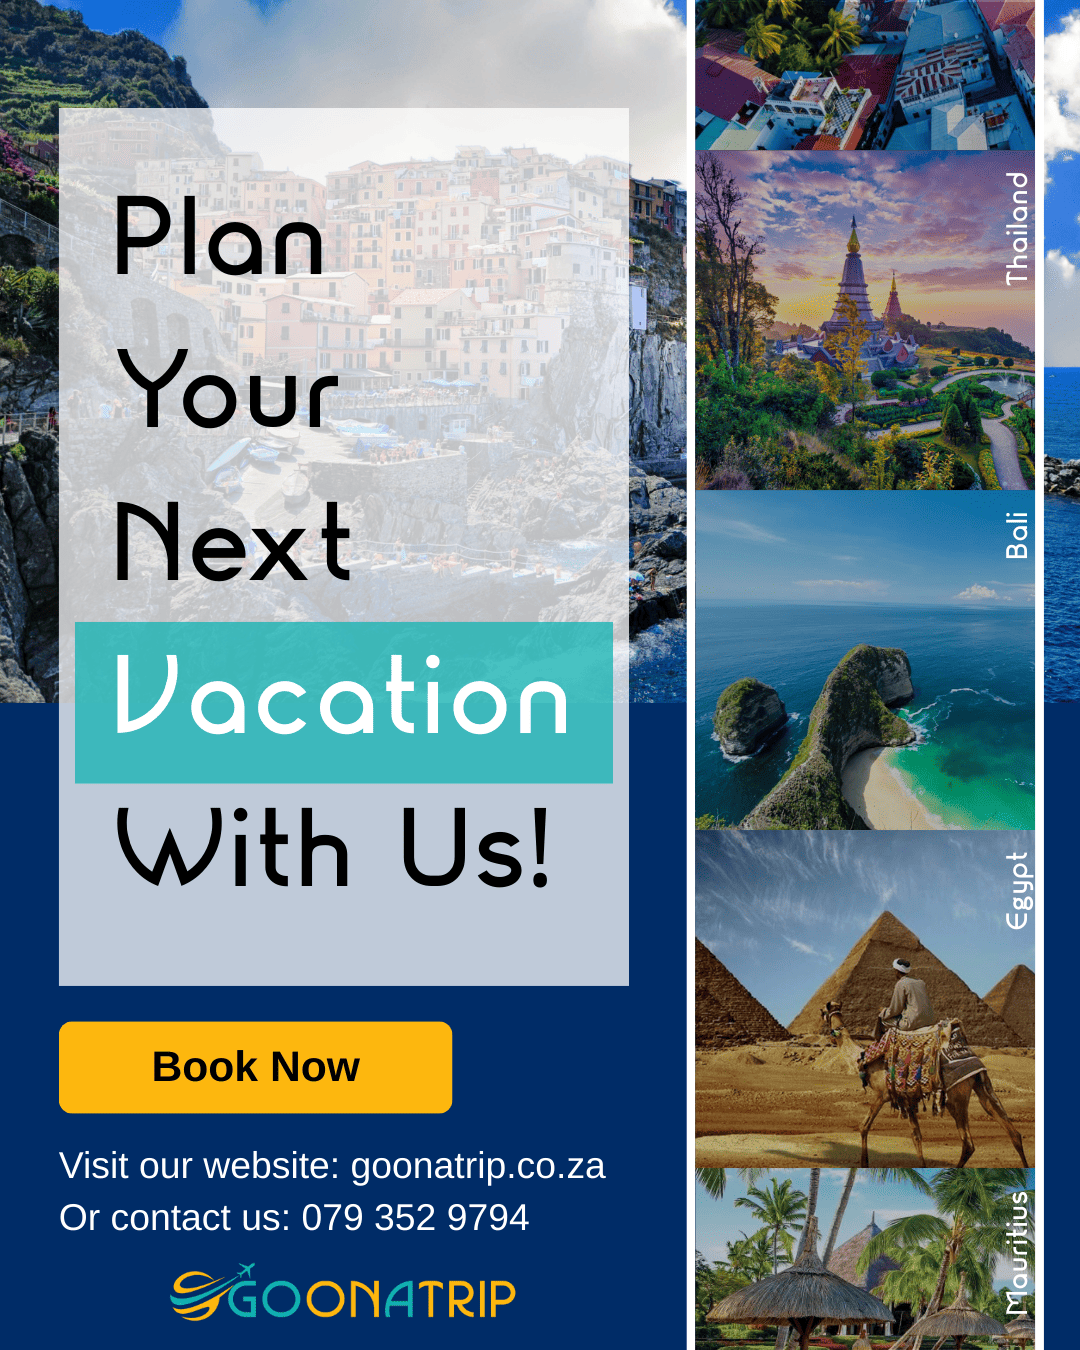 Plan
Your
Next
Vacation
With Us!
Book Now
Visit our website: goonatrip.co.za
Or contact us: 079 352 9794
GOONATRIP
Thailand
Bali
Egypt
Mauritius